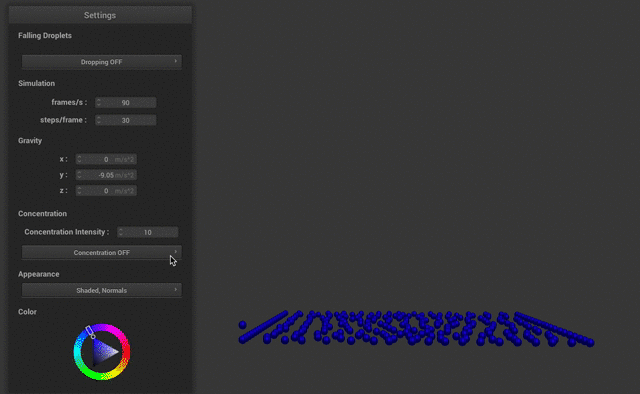 Settings
Falling Droplets
Dropping OFF
Simulation
frames/s : 90
steps/frame : 30
Gravity
x : 0 m/s^2
y : -9.05 m/s^2
z : 0 m/s^2
Concentration
Concentration Intensity : 10
Concentration OFF
Appearance
Shaded, Normals
Color